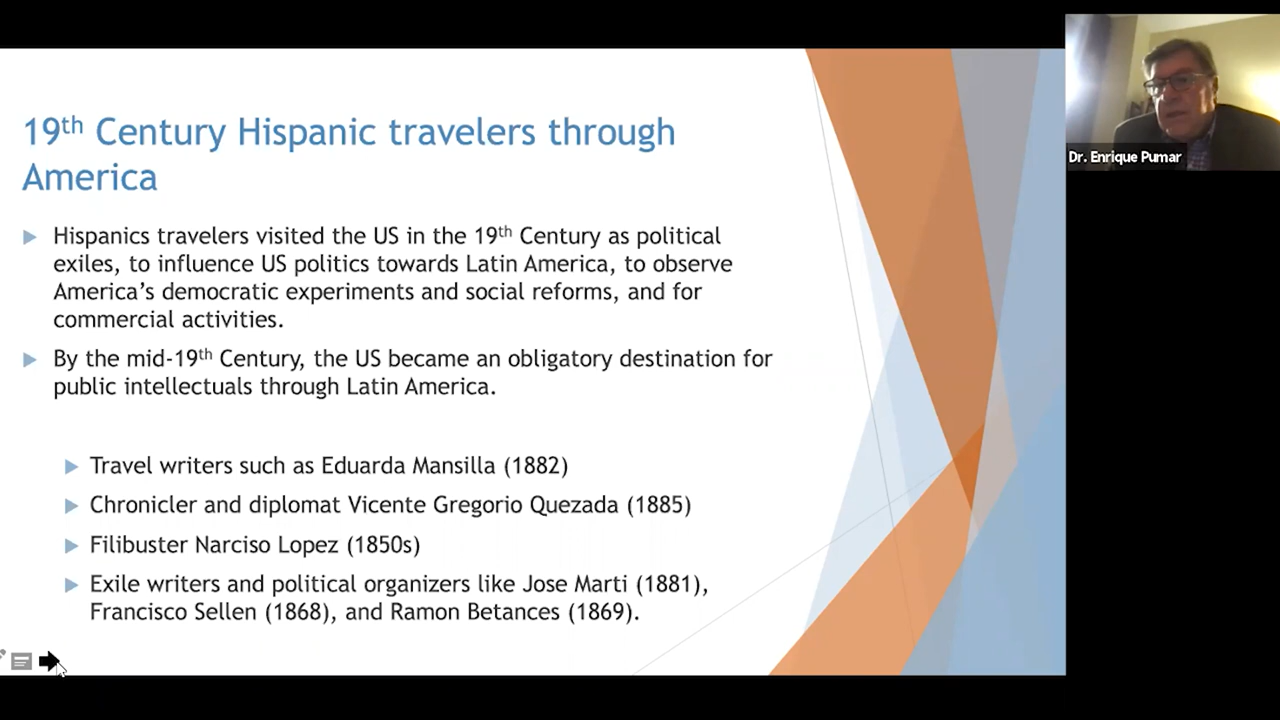 19th Century Hispanic travelers through
America
Hispanics travelers visited the US in the 19th Century as political
exiles, to influence US politics towards Latin America, to observe
America’s democratic experiments and social reforms, and for
commercial activities.
By the mid-19th Century, the US became an obligatory destination for
public intellectuals through Latin America.
Travel writers such as Eduarda Mansilla (1882)
Chronicler and diplomat Vicente Gregorio Quezada (1885)
Filibuster Narciso Lopez (1850s)
Exile writers and political organizers like Jose Marti (1881),
Francisco Sellen (1868), and Ramon Betances (1869).
Dr. Enrique Pumar